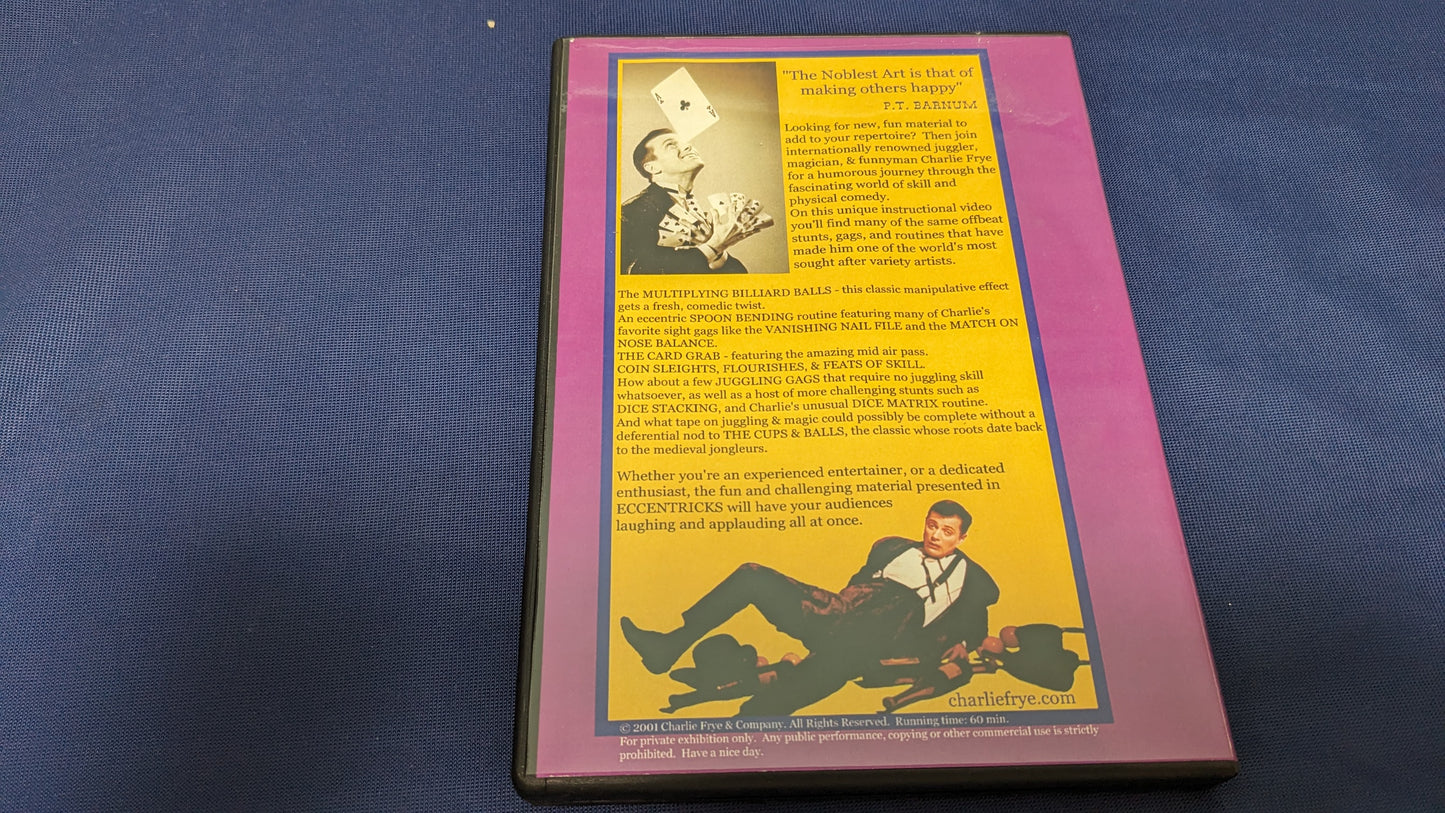 "The Noblest Art is that of
making others happy"
P.T. BARNUM
Looking for new, fun material to
add to your repertoire? Then join
internationally renowned juggler,
magician, & funnyman Charlie Frye
for a humorous journey through the
fascinating world of skill and
physical comedy.
On this unique instructional video
you'll find many of the same offbeat
stunts, gags, and routines that have
made him one of the world's most
sought after variety artists.
The MULTIPLYING BILLIARD BALLS - this classic manipulative effect
gets a fresh, comedic twist.
An eccentric SPOON BENDING routine featuring many of Charlie's
favorite sight gags like the VANISHING NAIL FILE and the MATCH ON
NOSE BALANCE.
THE CARD GRAB - featuring the amazing mid air pass.
COIN SLEIGHTS, FLOURISHES, & FEATS OF SKILL.
How about a few JUGGLING GAGS that require no juggling skill
whatsoever, as well as a host of more challenging stunts such as
DICE STACKING, and Charlie's unusual DICE MATRIX routine.
And what tape on juggling & magic could possibly be complete without a
deferential nod to THE CUPS & BALLS, the classic whose roots date back
to the medieval jongleurs.
Whether you're an experienced entertainer, or a dedicated
enthusiast, the fun and challenging material presented in
ECCENTRICKS will have your audiences
laughing and applauding all at once.
charliefrye.com
© 2001 Charlie Frye & Company. All Rights Reserved. Running time: 60 min.
For private exhibition only. Any public performance, copying or other commercial use is strictly
prohibited. Have a nice day.